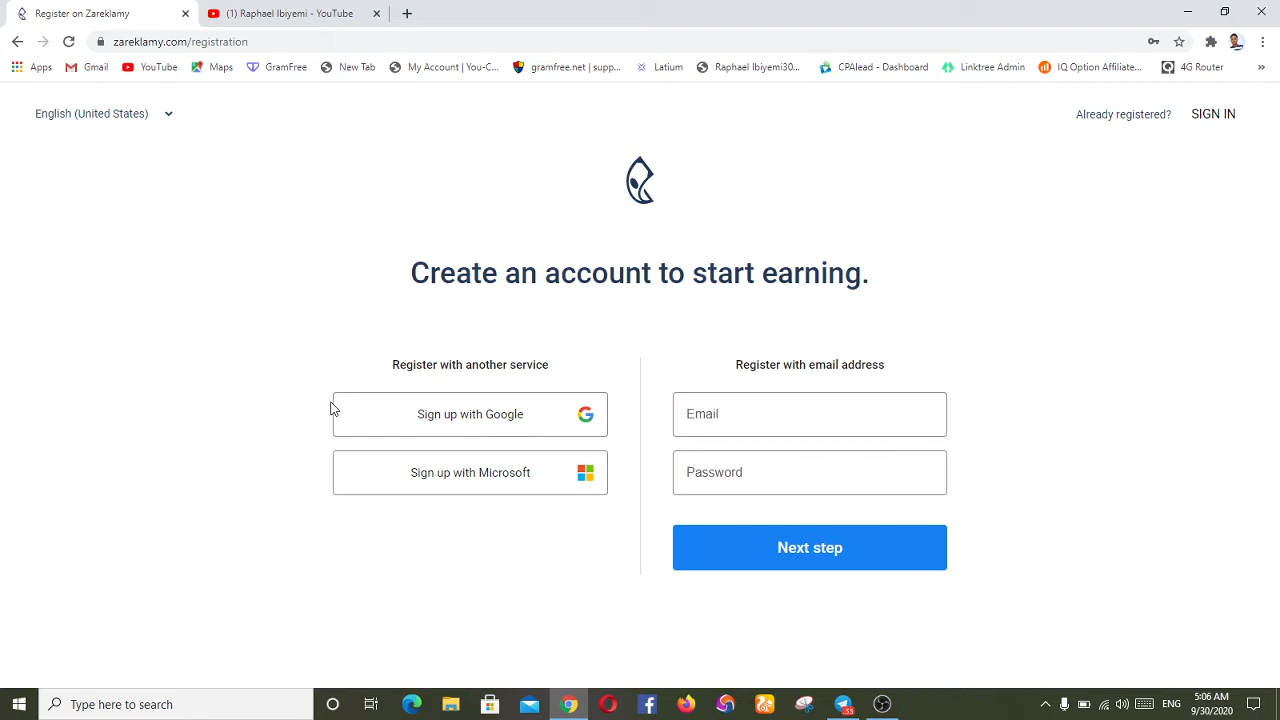 Register on Zareklamy
(1) Raphael Ibiyemi - YouTube
zareklamy.com/registration
Apps
Gmail
YouTube
Maps
GramFree
New Tab
My Account | You-C...
gramfree.net | supp...
Latium
Raphael Ibiyemi30...
CPAlead - Dashboard
Linktree Admin
IQ Option Affiliate...
4G Router
»
English (United States)
Already registered? SIGN IN
Create an account to start earning.
Register with another service
Sign up with Google
Sign up with Microsoft
Register with email address
Email
Password
Next step
Type here to search
55
ENG
5:06 AM
9/30/2020